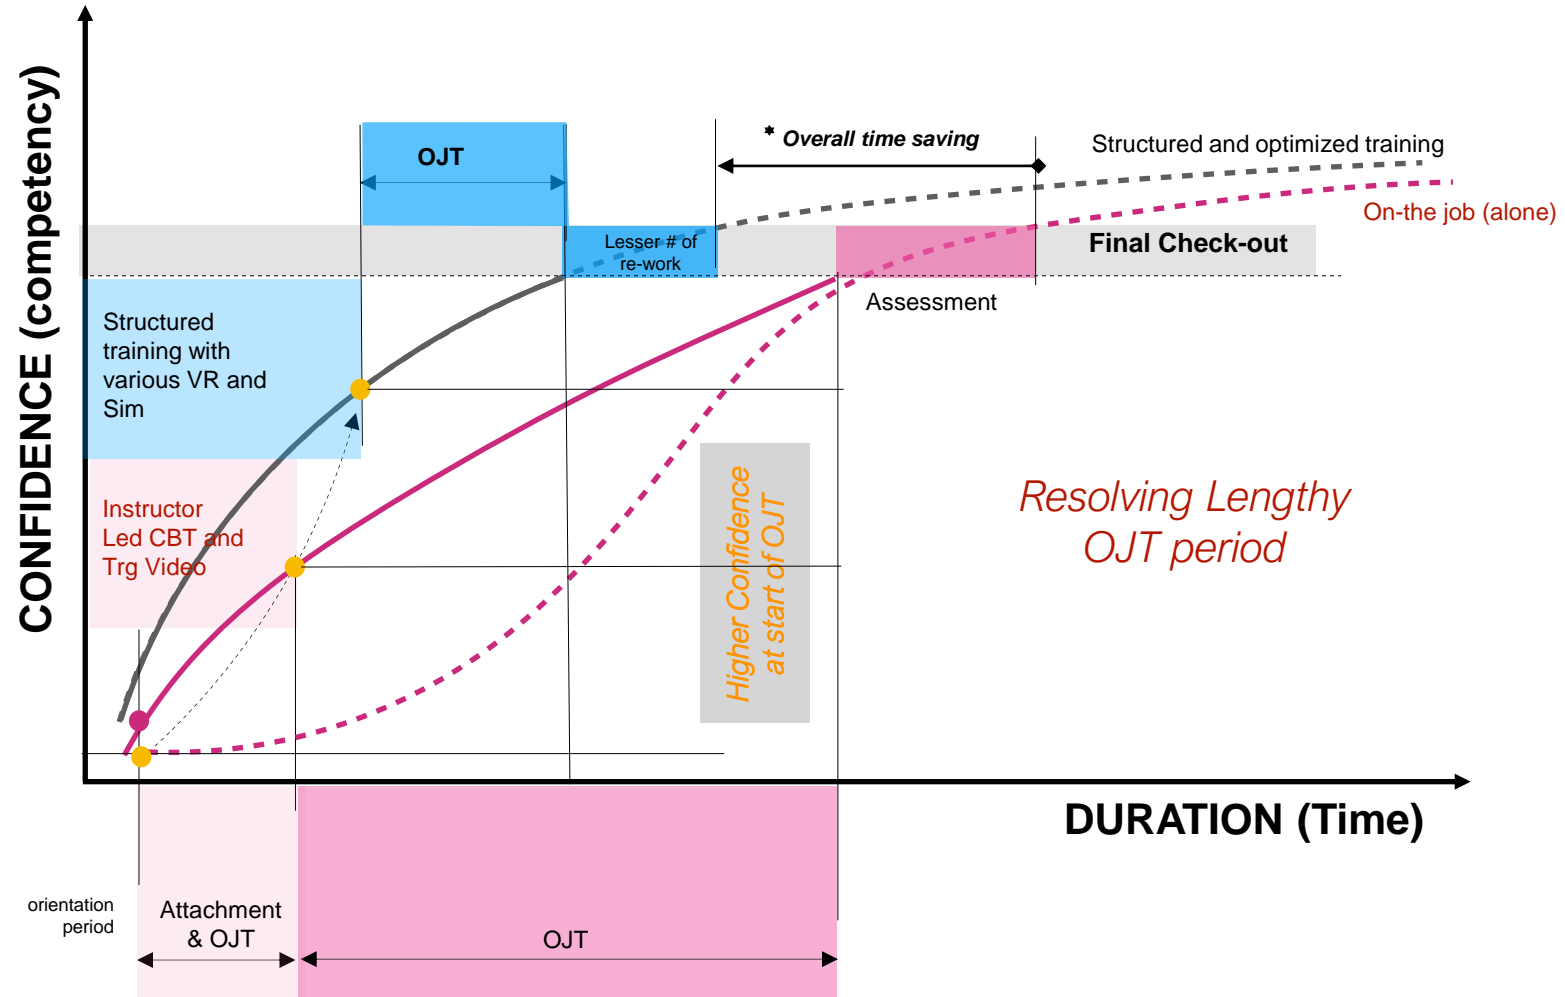 CONFIDENCE (competency)
OJT
* Overall time saving
Structured and optimized training
On-the job (alone)
Lesser # of
re-work
Final Check-out
Assessment
Structured
training with
various VR and
Sim
Instructor
Led CBT and
Trg Video
Higher Confidence
at start of OJT
Resolving Lengthy
OJT period
DURATION (Time)
orientation
period
Attachment
& OJT
OJT